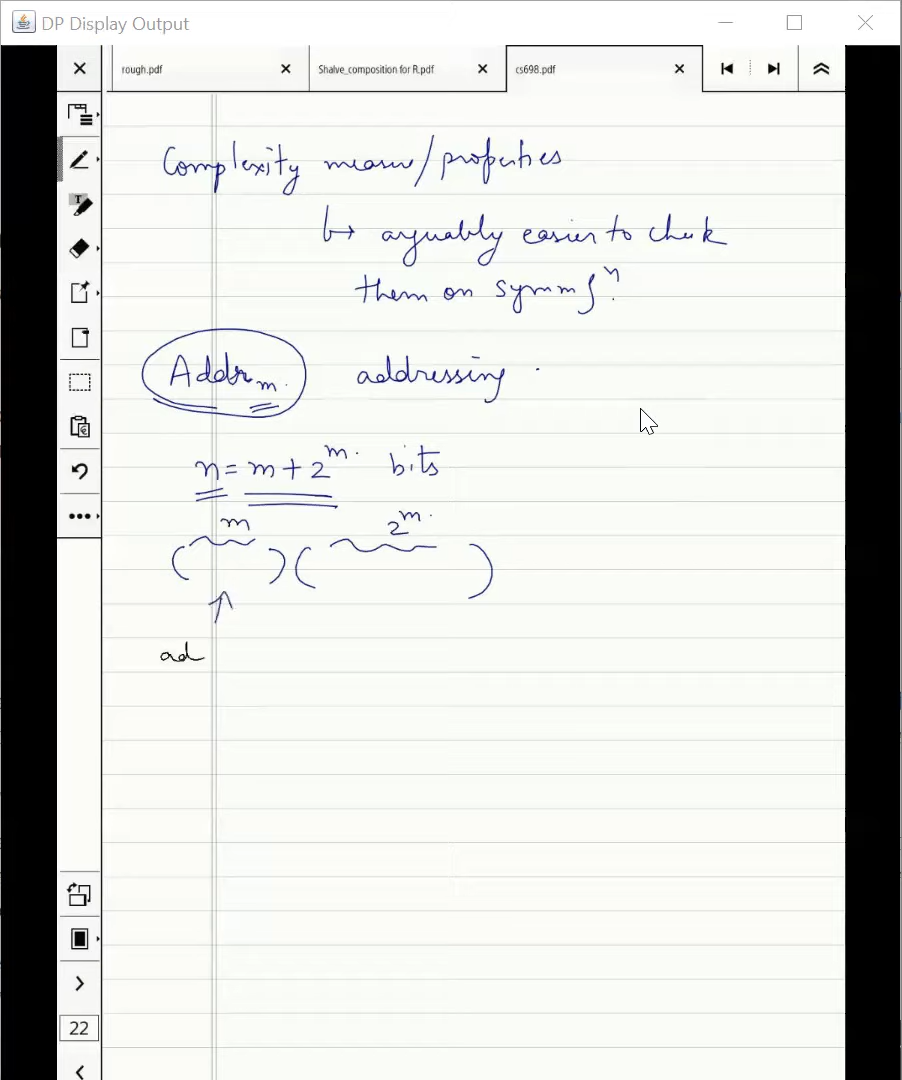 DP Display Output
rough.pdf
Shalve_composition for R.pdf
cs698.pdf
Complexity measure/properties
↳ arguably easier to check
them on symm fⁿ.
Addr_m. addressing.
n = m + 2^m. bits
m 2^m.
( )( )
↑
ad
22